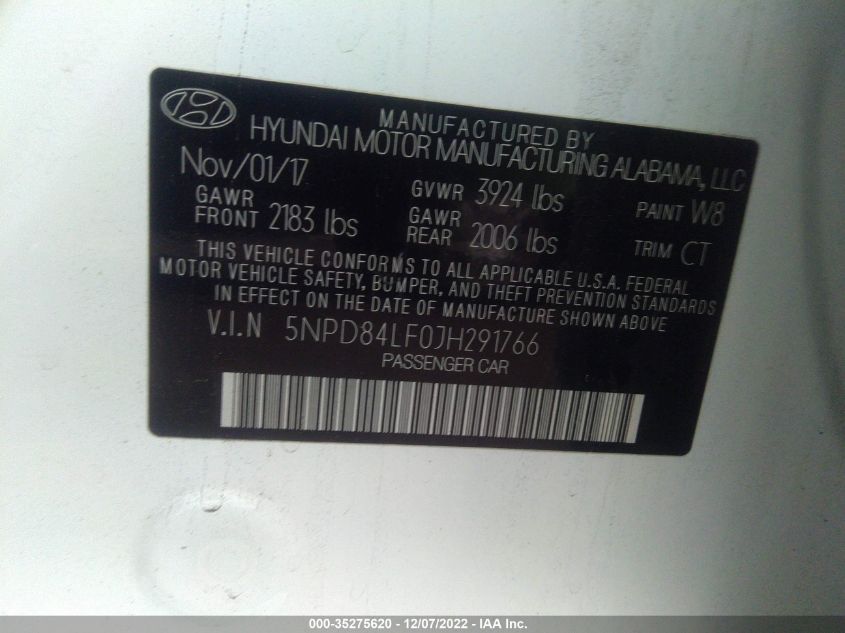 MANUFACTURED BY
HYUNDAI MOTOR MANUFACTURING ALABAMA, LLC
Nov/01/17
GAWR FRONT 2183 lbs
GVWR 3924 lbs
GAWR REAR 2006 lbs
PAINT W8
TRIM CT
THIS VEHICLE CONFORMS TO ALL APPLICABLE U.S.A. FEDERAL
MOTOR VEHICLE SAFETY, BUMPER, AND THEFT PREVENTION STANDARDS
IN EFFECT ON THE DATE OF MANUFACTURE SHOWN ABOVE
V.I.N 5NPD84LF0JH291766
PASSENGER CAR
000-35275620 - 12/07/2022 - IAA Inc.